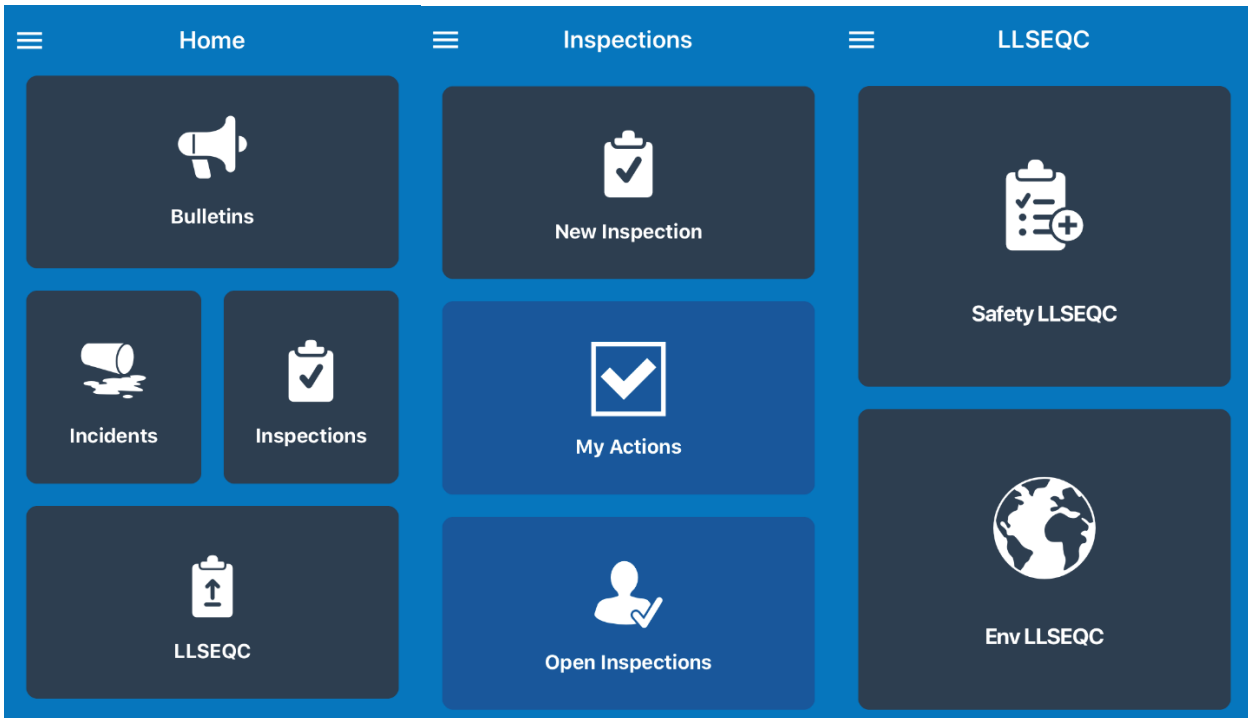 Home
Bulletins
Incidents
Inspections
LLSEQC
Inspections
New Inspection
My Actions
Open Inspections
LLSEQC
Safety LLSEQC
Env LLSEQC